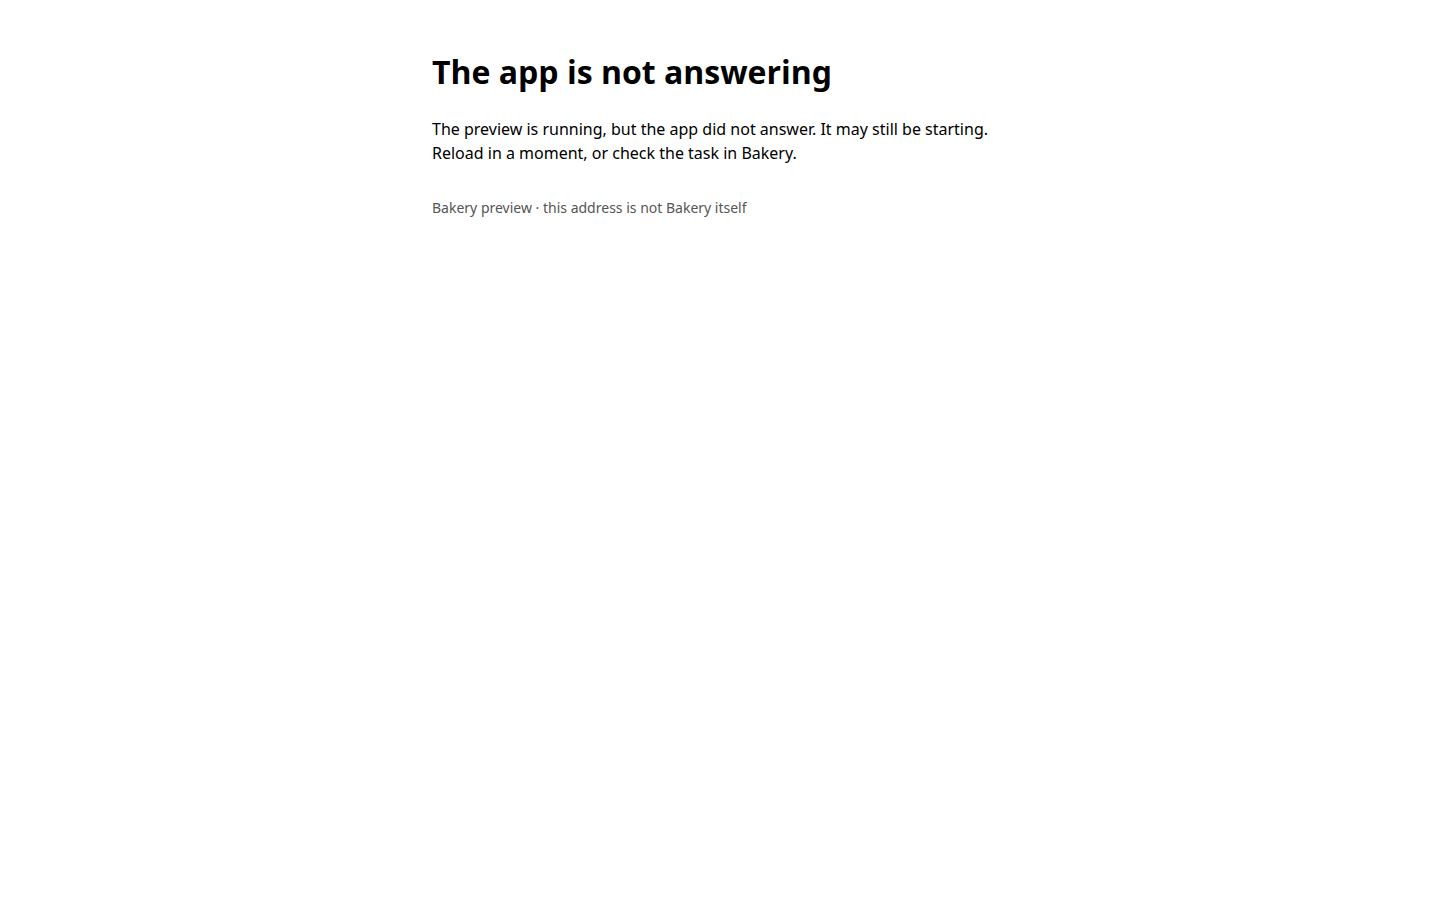 The app is not answering
The preview is running, but the app did not answer. It may still be starting.
Reload in a moment, or check the task in Bakery.
Bakery preview · this address is not Bakery itself